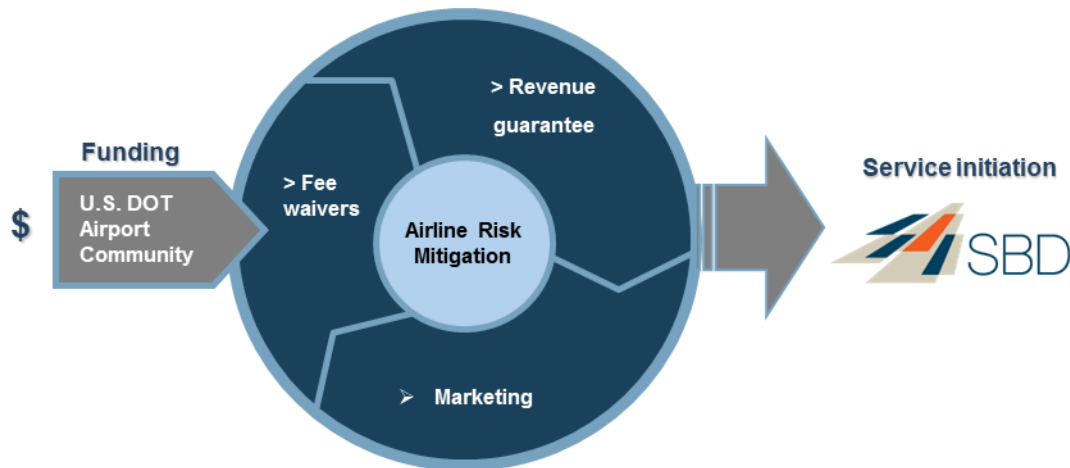 Funding
$
U.S. DOT
Airport
Community
> Fee
waivers
> Revenue
guarantee
Airline Risk
Mitigation
➢ Marketing
Service initiation
SBD